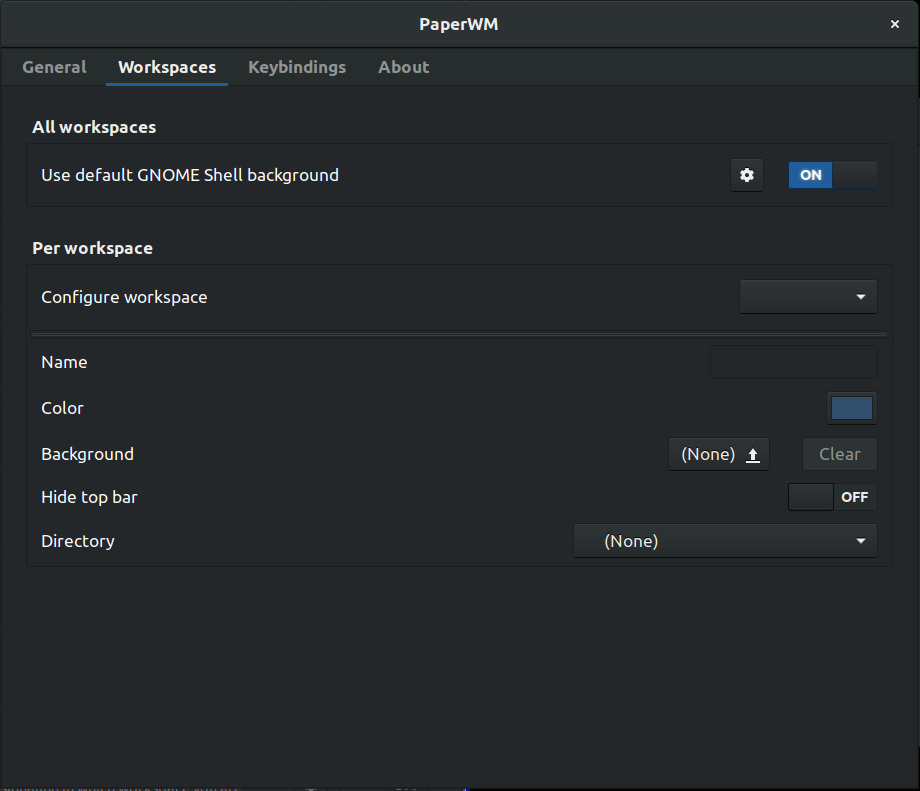 PaperWM
General Workspaces Keybindings About
All workspaces
Use default GNOME Shell background ON
Per workspace
Configure workspace
Name
Color
Background (None) Clear
Hide top bar OFF
Directory (None)